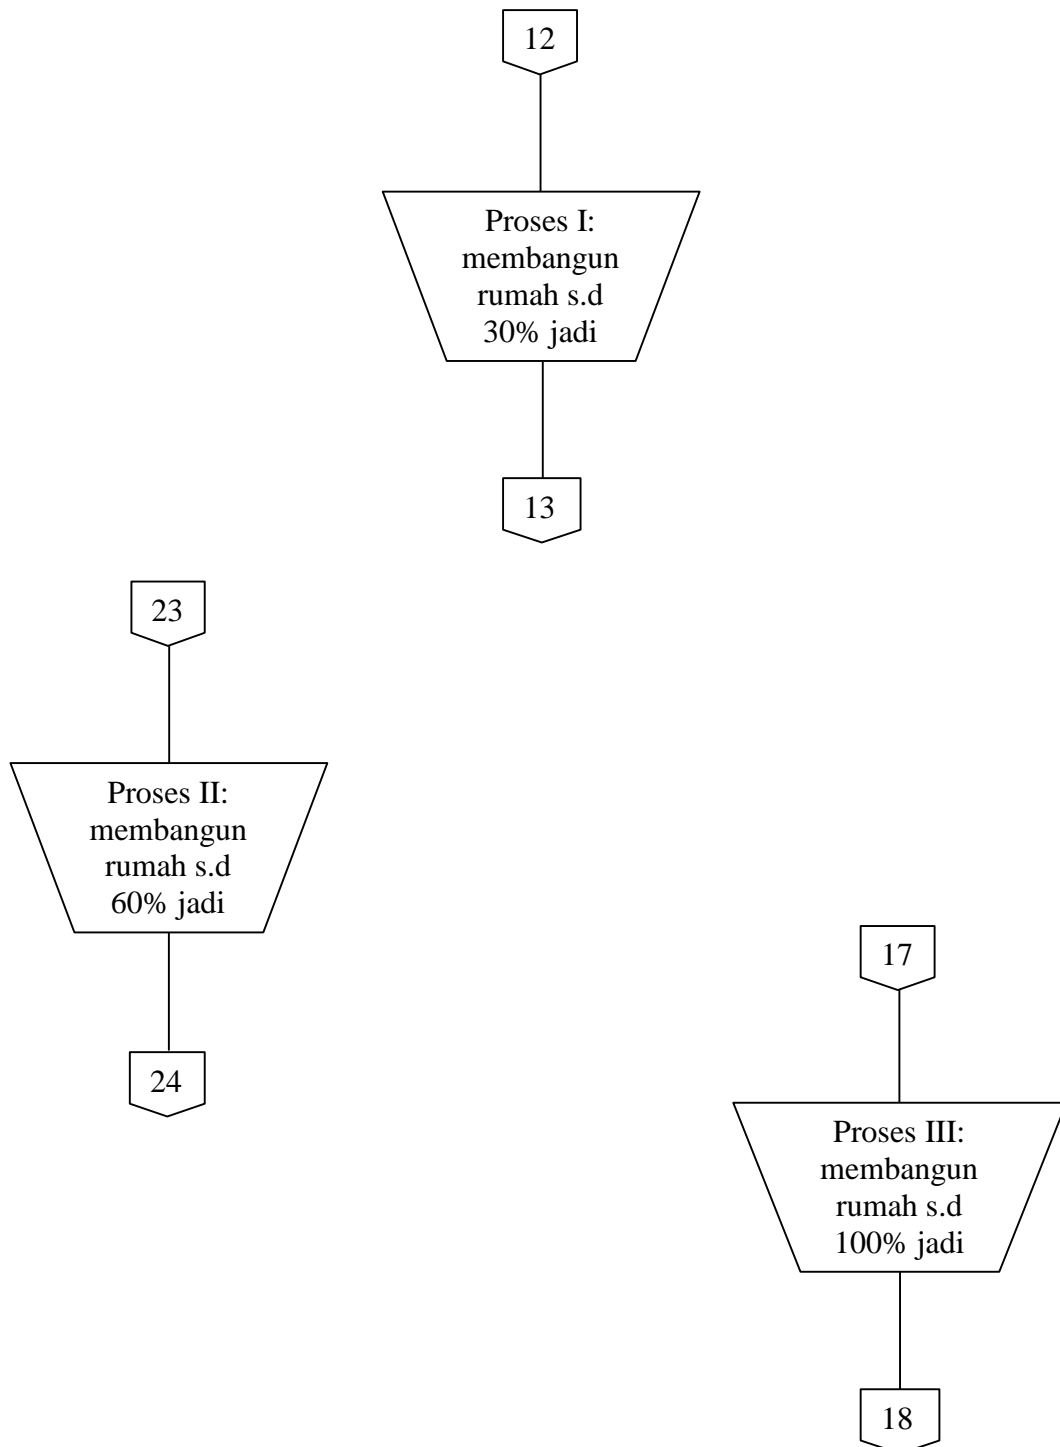 12
Proses I:
membangun
rumah s.d
30% jadi
13
23
Proses II:
membangun
rumah s.d
60% jadi
24
17
Proses III:
membangun
rumah s.d
100% jadi
18